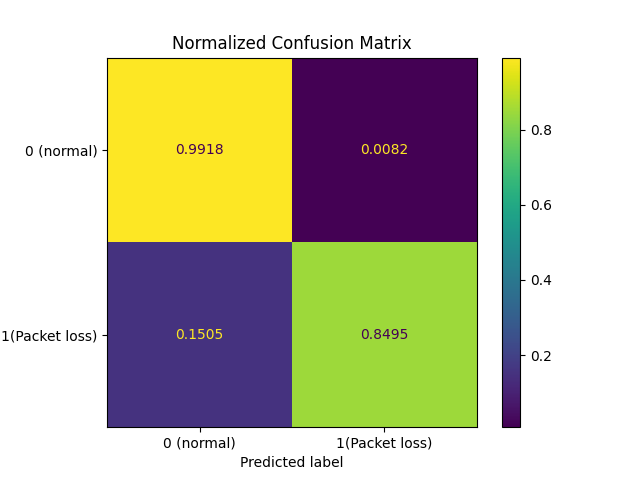 Normalized Confusion Matrix
0 (normal)
0.9918
0.0082
1(Packet loss)
0.1505
0.8495
0 (normal)
1(Packet loss)
Predicted label
0.8
0.6
0.4
0.2